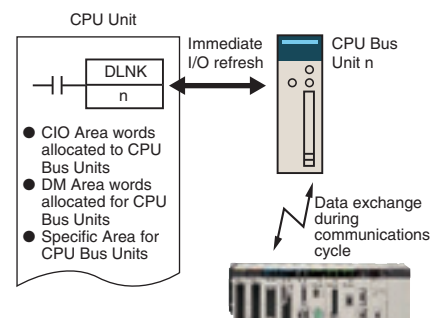 CPU Unit
DLNK
n
● CIO Area words
allocated to CPU
Bus Units
● DM Area words
allocated for CPU
Bus Units
● Specific Area for
CPU Bus Units
Immediate
I/O refresh
CPU Bus
Unit n
Data exchange
during
communications
cycle